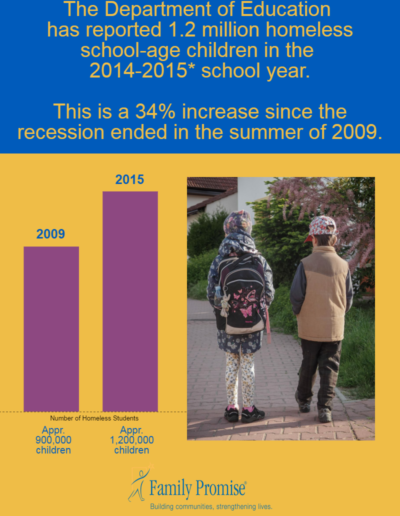 The Department of Education
has reported 1.2 million homeless
school-age children in the
2014-2015* school year.
This is a 34% increase since the
recession ended in the summer of 2009.
2015
2009
Number of Homeless Students
Appr.
900,000
children
Appr.
1,200,000
children
Family Promise®
Building communities, strengthening lives.